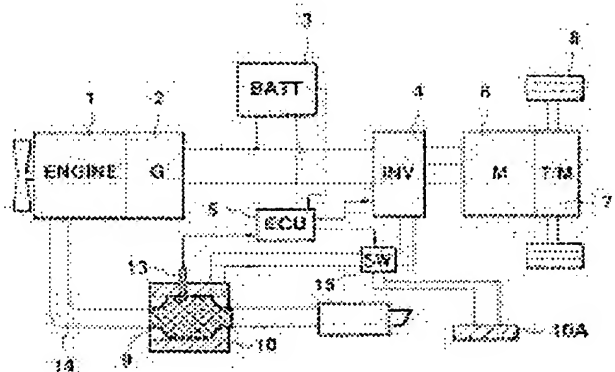 3
8
1 2 4 6
BATT
ENGINE G INV M T/M
5 ECU 7
13 SW
15
14 9 10 10A